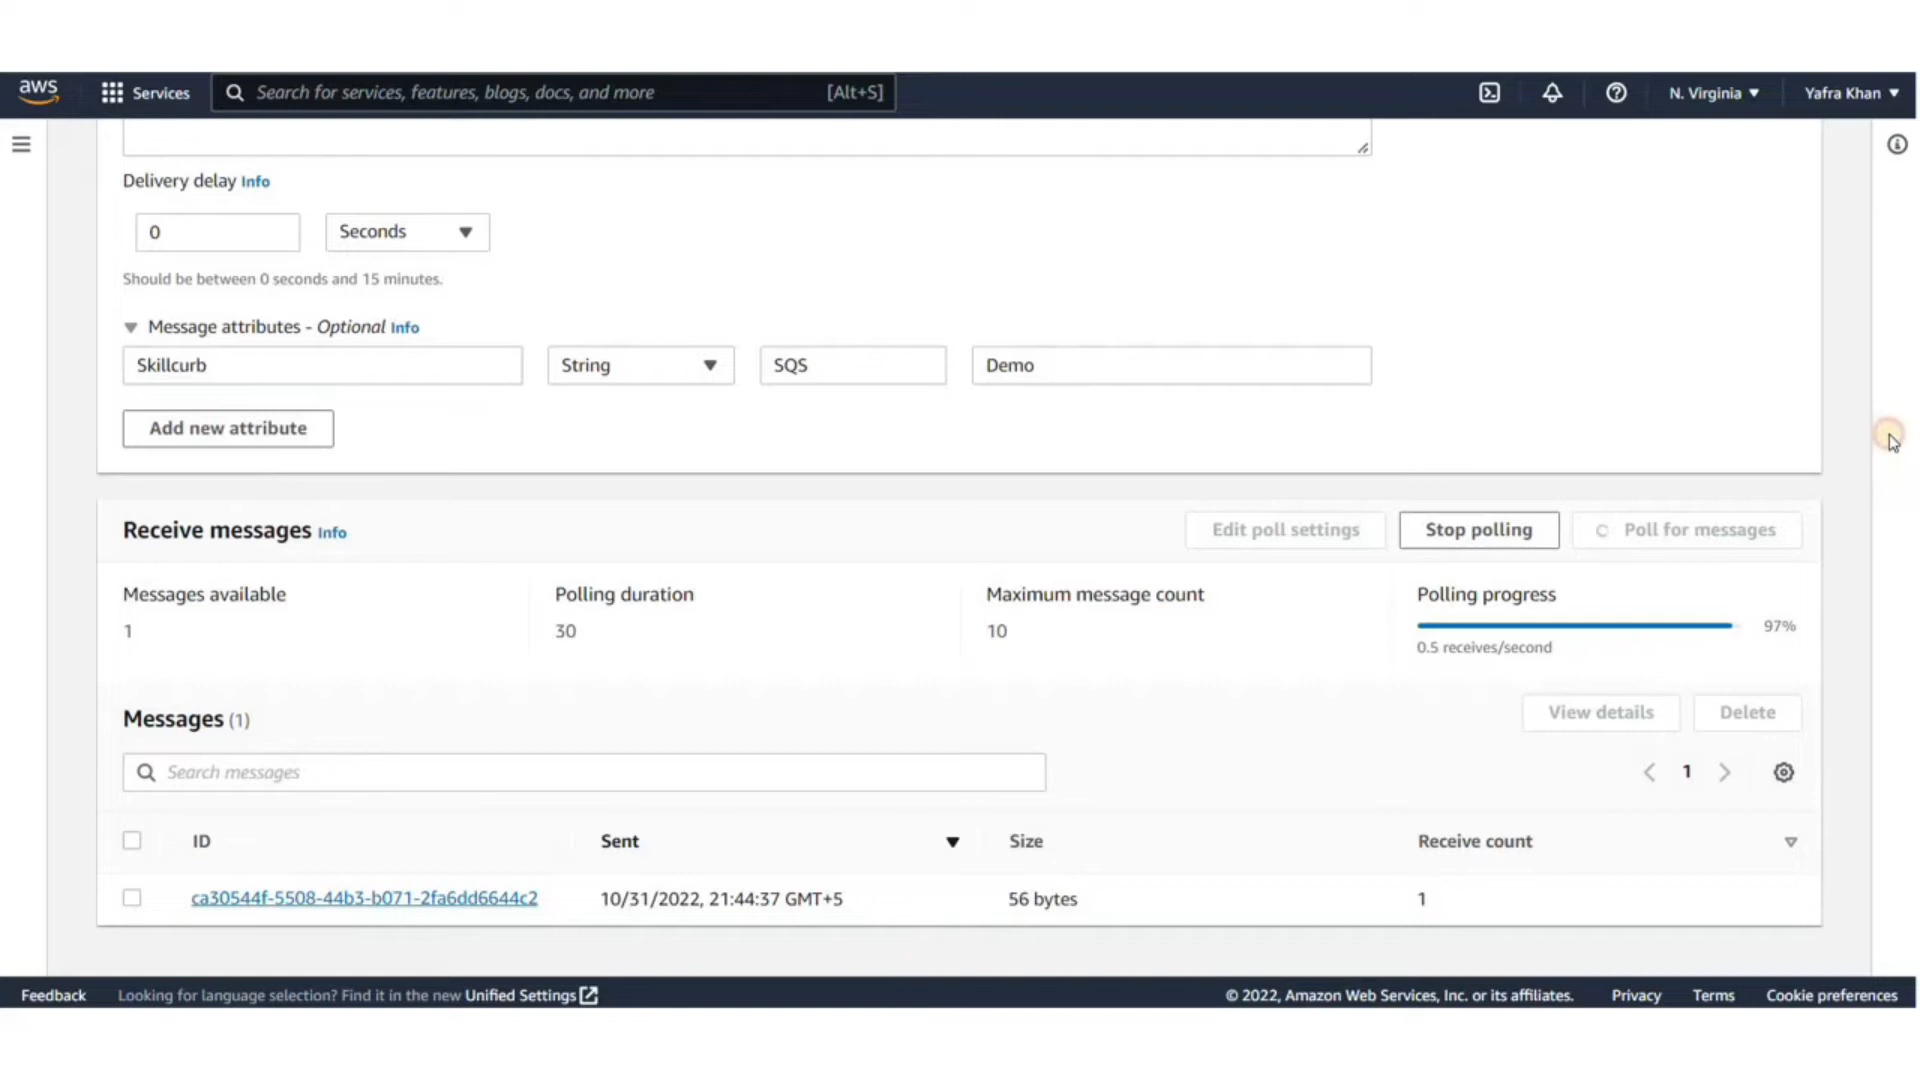 aws Services Search for services, features, blogs, docs, and more [Alt+S] N. Virginia Yafra Khan
Delivery delay Info
0 Seconds
Should be between 0 seconds and 15 minutes.
Message attributes - Optional Info
Skillcurb String SQS Demo
Add new attribute
Receive messages Info Edit poll settings Stop polling Poll for messages
Messages available Polling duration Maximum message count Polling progress
1 30 10 97%
0.5 receives/second
Messages (1) View details Delete
Search messages 1
ID Sent Size Receive count
ca30544f-5508-44b3-b071-2fa6dd6644c2 10/31/2022, 21:44:37 GMT+5 56 bytes 1
Feedback Looking for language selection? Find it in the new Unified Settings © 2022, Amazon Web Services, Inc. or its affiliates. Privacy Terms Cookie preferences